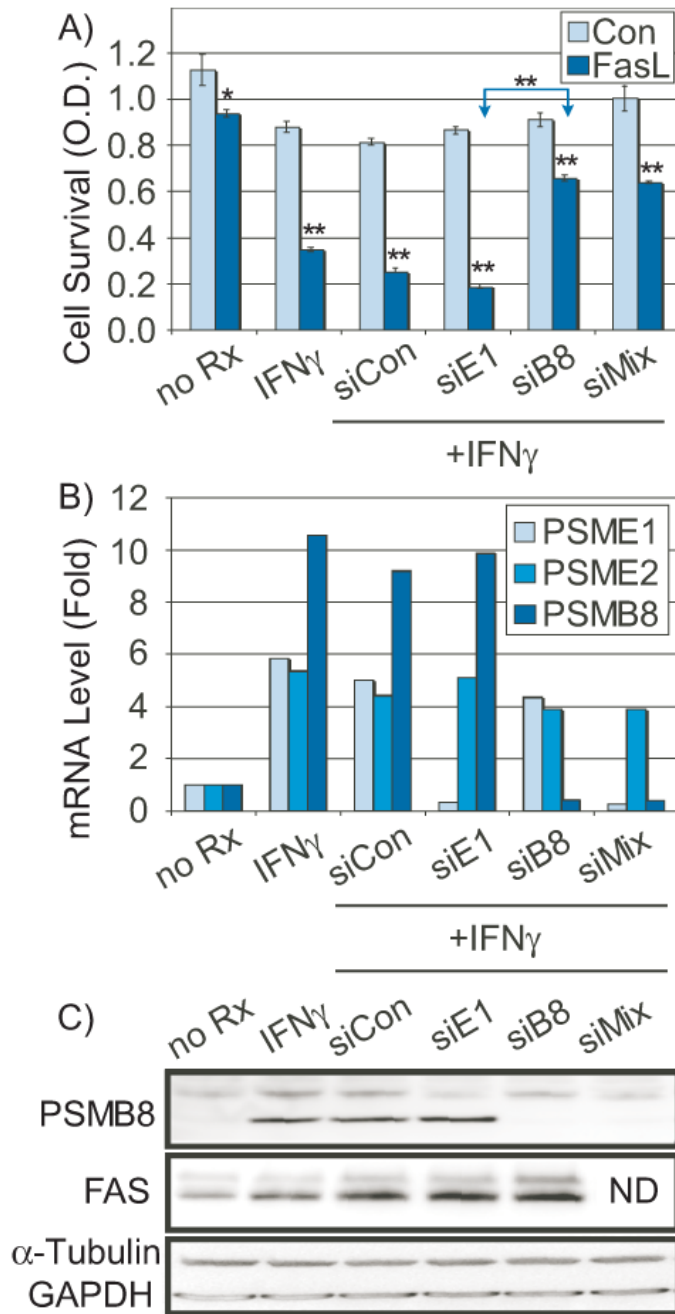 A)
Con
FasL
Cell Survival (O.D.)
1.2
1.0
0.8
0.6
0.4
0.2
0.0
*
**
**
**
**
**
**
no Rx
IFNγ
siCon
siE1
siB8
siMix
+IFNγ
B)
PSME1
PSME2
PSMB8
mRNA Level (Fold)
12
10
8
6
4
2
0
no Rx
IFNγ
siCon
siE1
siB8
siMix
+IFNγ
C)
no Rx
IFNγ
siCon
siE1
siB8
siMix
PSMB8
FAS
ND
α-Tubulin
GAPDH